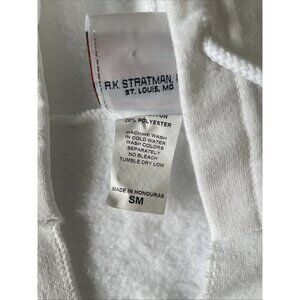 R.K. STRATMAN,
ST. LOUIS, MO
20% POLYESTER
MACHINE WASH
IN COLD WATER
WASH COLORS
SEPARATELY
NO BLEACH
TUMBLE DRY LOW
MADE IN HONDURAS
SM